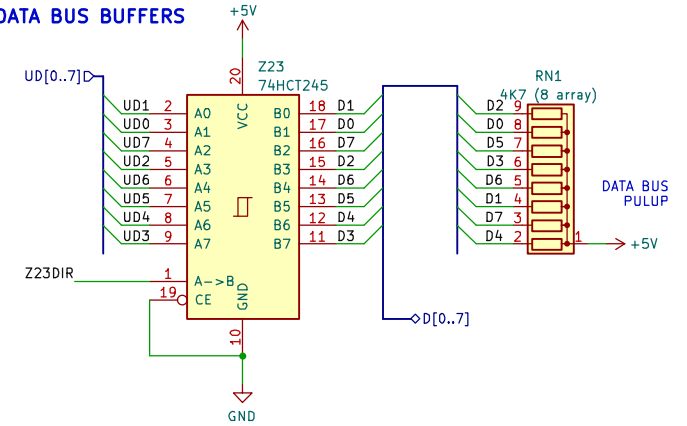 DATA BUS BUFFERS
+5V
UD[0..7]
20
Z23
74HCT245
VCC
UD1 2 A0 B0 18 D1
UD0 3 A1 B1 17 D0
UD7 4 A2 B2 16 D7
UD2 5 A3 B3 15 D2
UD6 6 A4 B4 14 D6
UD5 7 A5 B5 13 D5
UD4 8 A6 B6 12 D4
UD3 9 A7 B7 11 D3
Z23DIR 1 A->B
19 CE
GND
10
GND
D[0..7]
RN1
4K7 (8 array)
D2 9
D0 8
D5 7
D3 6
D6 5
D1 4
D7 3
D4 2
1 +5V
DATA BUS
PULUP